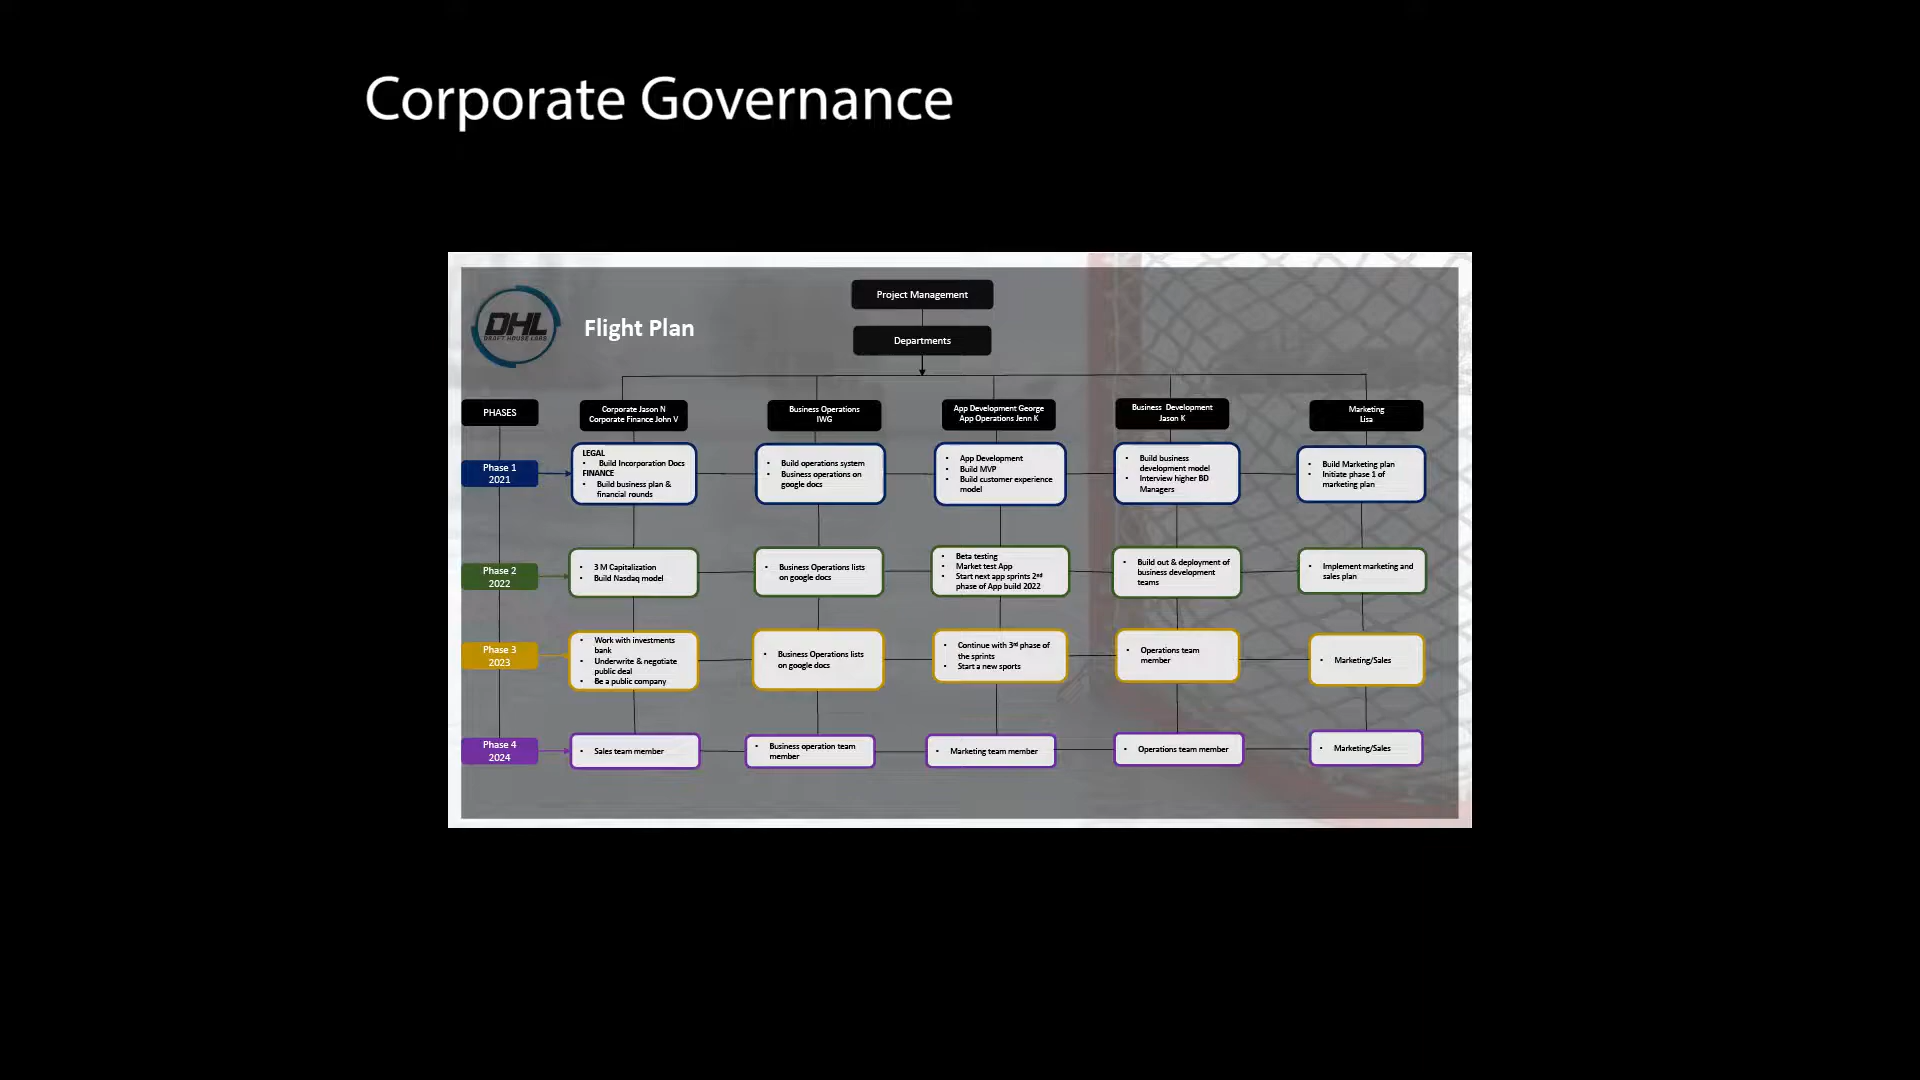 Corporate Governance
Project Management
DHL
DRAFT HOUSE LABS
Flight Plan
Departments
PHASES
Corporate Jason N
Corporate Finance John V
Business Operations
IWG
App Development George
App Operations Jenn K
Business Development
Jason K
Marketing
Lisa
Phase 1
2021
LEGAL
• Build Incorporation Docs
FINANCE
• Build business plan &
financial rounds
• Build operations system
• Business operations on
google docs
• App Development
• Build MVP
• Build customer experience
model
• Build business
development model
• Interview higher BD
Managers
• Build Marketing plan
• Initiate phase 1 of
marketing plan
Phase 2
2022
• 3 M Capitalization
• Build Nasdaq model
• Business Operations lists
on google docs
• Beta testing
• Market test App
• Start next app sprints 2nd
phase of App build 2022
• Build out & deployment of
business development
teams
• Implement marketing and
sales plan
Phase 3
2023
• Work with investments
bank
• Underwrite & negotiate
public deal
• Be a public company
• Business Operations lists
on google docs
• Continue with 3rd phase of
the sprints
• Start a new sports
• Operations team
member
• Marketing/Sales
Phase 4
2024
• Sales team member
• Business operation team
member
• Marketing team member
• Operations team member
• Marketing/Sales